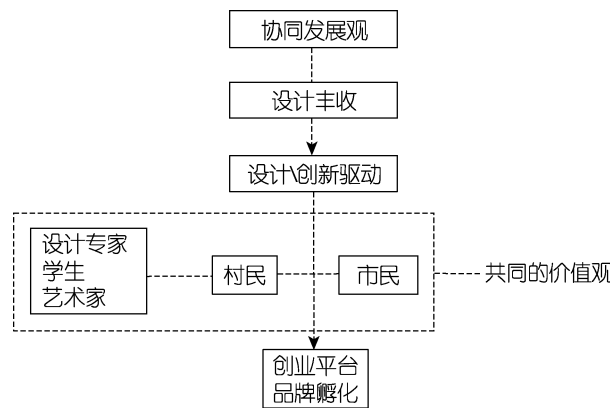 协同发展观
设计丰收
设计\创新驱动
设计专家
学生
艺术家
村民
市民
共同的价值观
创业平台
品牌孵化